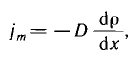 j_m = −D dρ/dx,